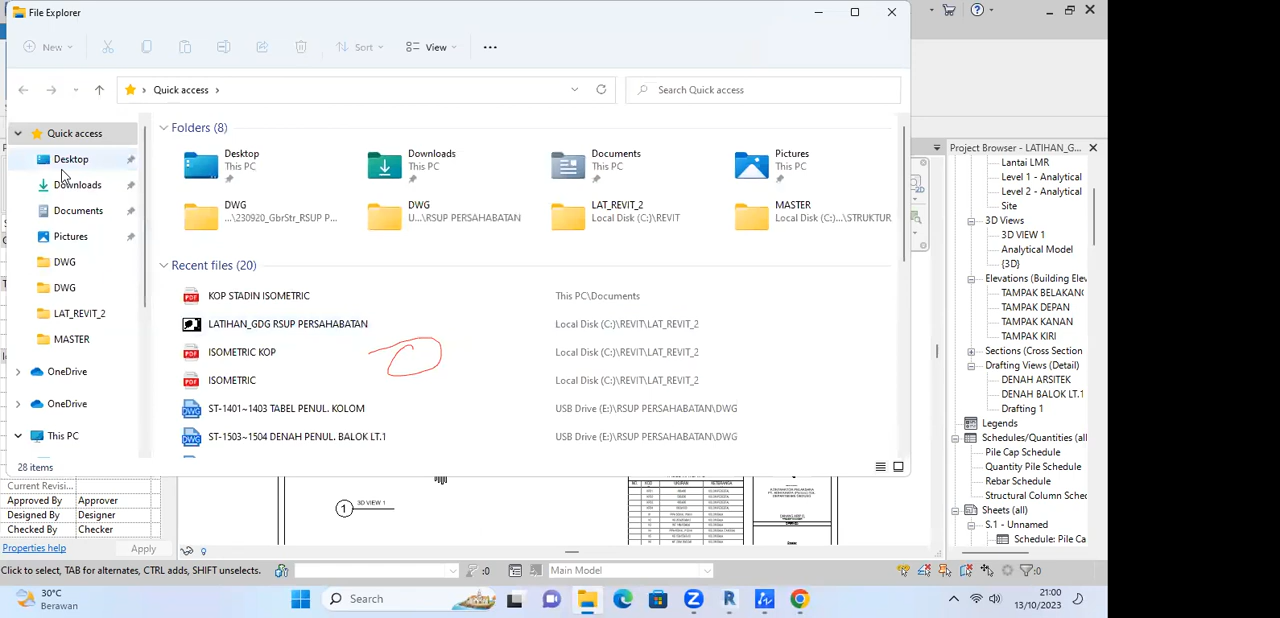 File Explorer
New
Sort
View
Quick access
Search Quick access
Quick access
Desktop
Downloads
Documents
Pictures
DWG
DWG
LAT_REVIT_2
MASTER
OneDrive
OneDrive
This PC
Folders (8)
Desktop
This PC
Downloads
This PC
Documents
This PC
Pictures
This PC
DWG
...\230920_GbrStr_RSUP P...
DWG
U...\RSUP PERSAHABATAN
LAT_REVIT_2
Local Disk (C:)\REVIT
MASTER
Local Disk (C:)...\STRUKTUR
Recent files (20)
KOP STADIN ISOMETRIC
This PC\Documents
LATIHAN_GDG RSUP PERSAHABATAN
Local Disk (C:)\REVIT\LAT_REVIT_2
ISOMETRIC KOP
Local Disk (C:)\REVIT\LAT_REVIT_2
ISOMETRIC
Local Disk (C:)\REVIT\LAT_REVIT_2
ST-1401~1403 TABEL PENUL. KOLOM
USB Drive (E:)\RSUP PERSAHABATAN\DWG
ST-1503~1504 DENAH PENUL. BALOK LT.1
USB Drive (E:)\RSUP PERSAHABATAN\DWG
28 items
Project Browser - LATIHAN_G...
Lantai LMR
Level 1 - Analytical
Level 2 - Analytical
Site
3D Views
3D VIEW 1
Analytical Model
{3D}
Elevations (Building Ele
TAMPAK BELAKANG
TAMPAK DEPAN
TAMPAK KANAN
TAMPAK KIRI
Sections (Cross Section
Drafting Views (Detail)
DENAH ARSITEK
DENAH BALOK LT.1
Drafting 1
Legends
Schedules/Quantities (all
Pile Cap Schedule
Quantity Pile Schedule
Rebar Schedule
Structural Column Sched
Sheets (all)
S.1 - Unnamed
Schedule: Pile Ca
Current Revisi...
Approved By Approver
Designed By Designer
Checked By Checker
Properties help
Apply
1 3D VIEW 1
Click to select, TAB for alternates, CTRL adds, SHIFT unselects.
:0
Main Model
:0
30°C
Berawan
Search
21:00
13/10/2023